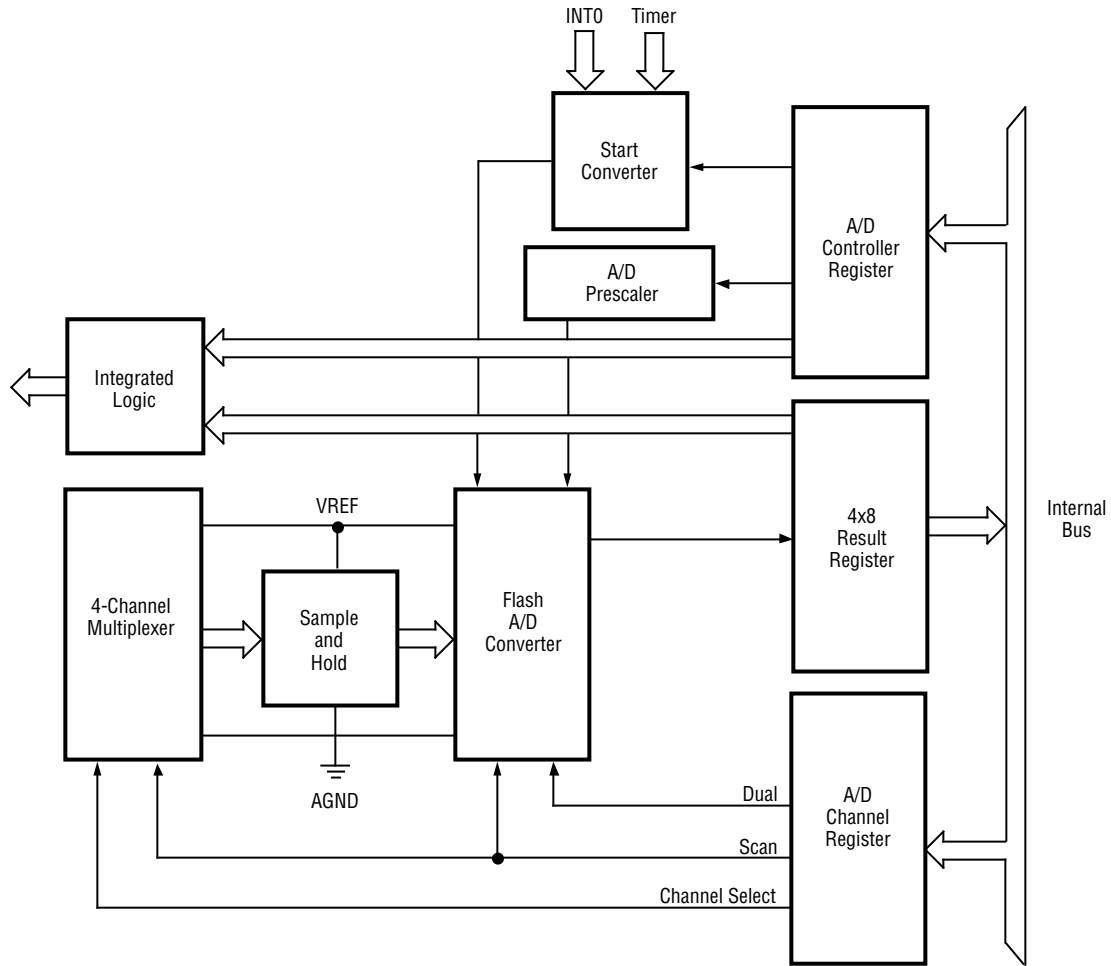 INT0
Timer
Start
Converter
A/D
Controller
Register
A/D
Prescaler
Integrated
Logic
4-Channel
Multiplexer
VREF
Sample
and
Hold
AGND
Flash
A/D
Converter
4x8
Result
Register
Internal
Bus
A/D
Channel
Register
Dual
Scan
Channel Select